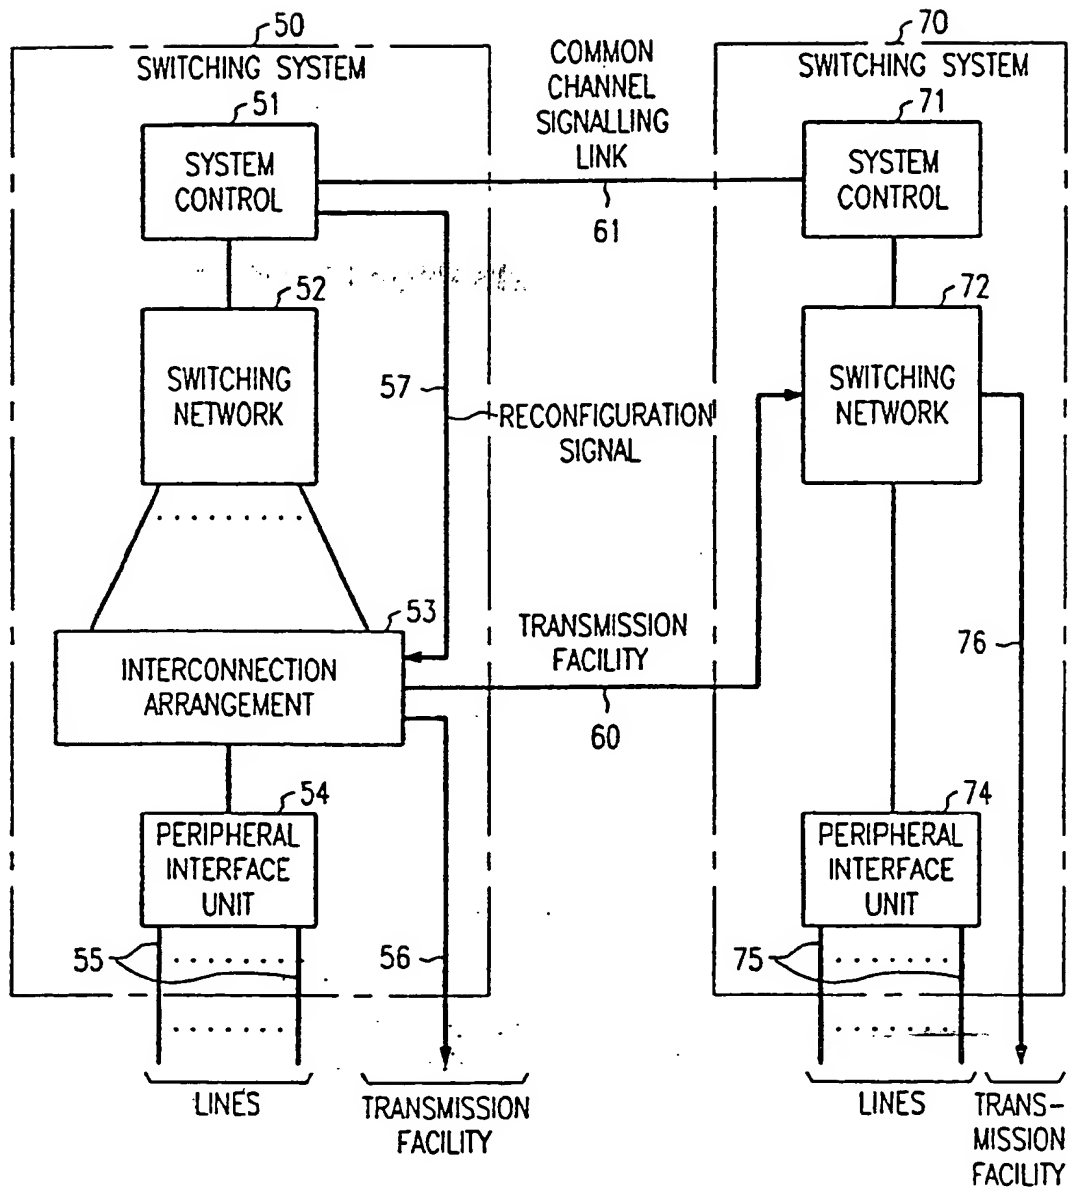 50
SWITCHING SYSTEM
51
SYSTEM
CONTROL
52
SWITCHING
NETWORK
57
RECONFIGURATION
SIGNAL
53
INTERCONNECTION
ARRANGEMENT
54
PERIPHERAL
INTERFACE
UNIT
55
56
LINES
TRANSMISSION
FACILITY
COMMON
CHANNEL
SIGNALLING
LINK
61
TRANSMISSION
FACILITY
60
70
SWITCHING SYSTEM
71
SYSTEM
CONTROL
72
SWITCHING
NETWORK
76
74
PERIPHERAL
INTERFACE
UNIT
75
LINES
TRANS-
MISSION
FACILITY